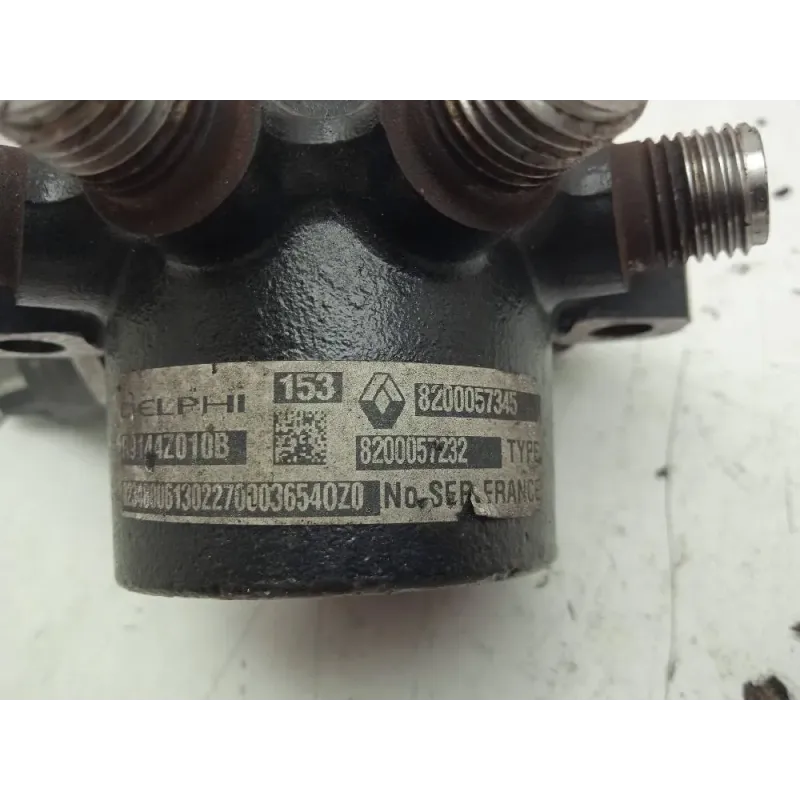 DELPHI 153 8200057345
R9144Z010B 8200057232 TYPE
No. SER. FRANCE